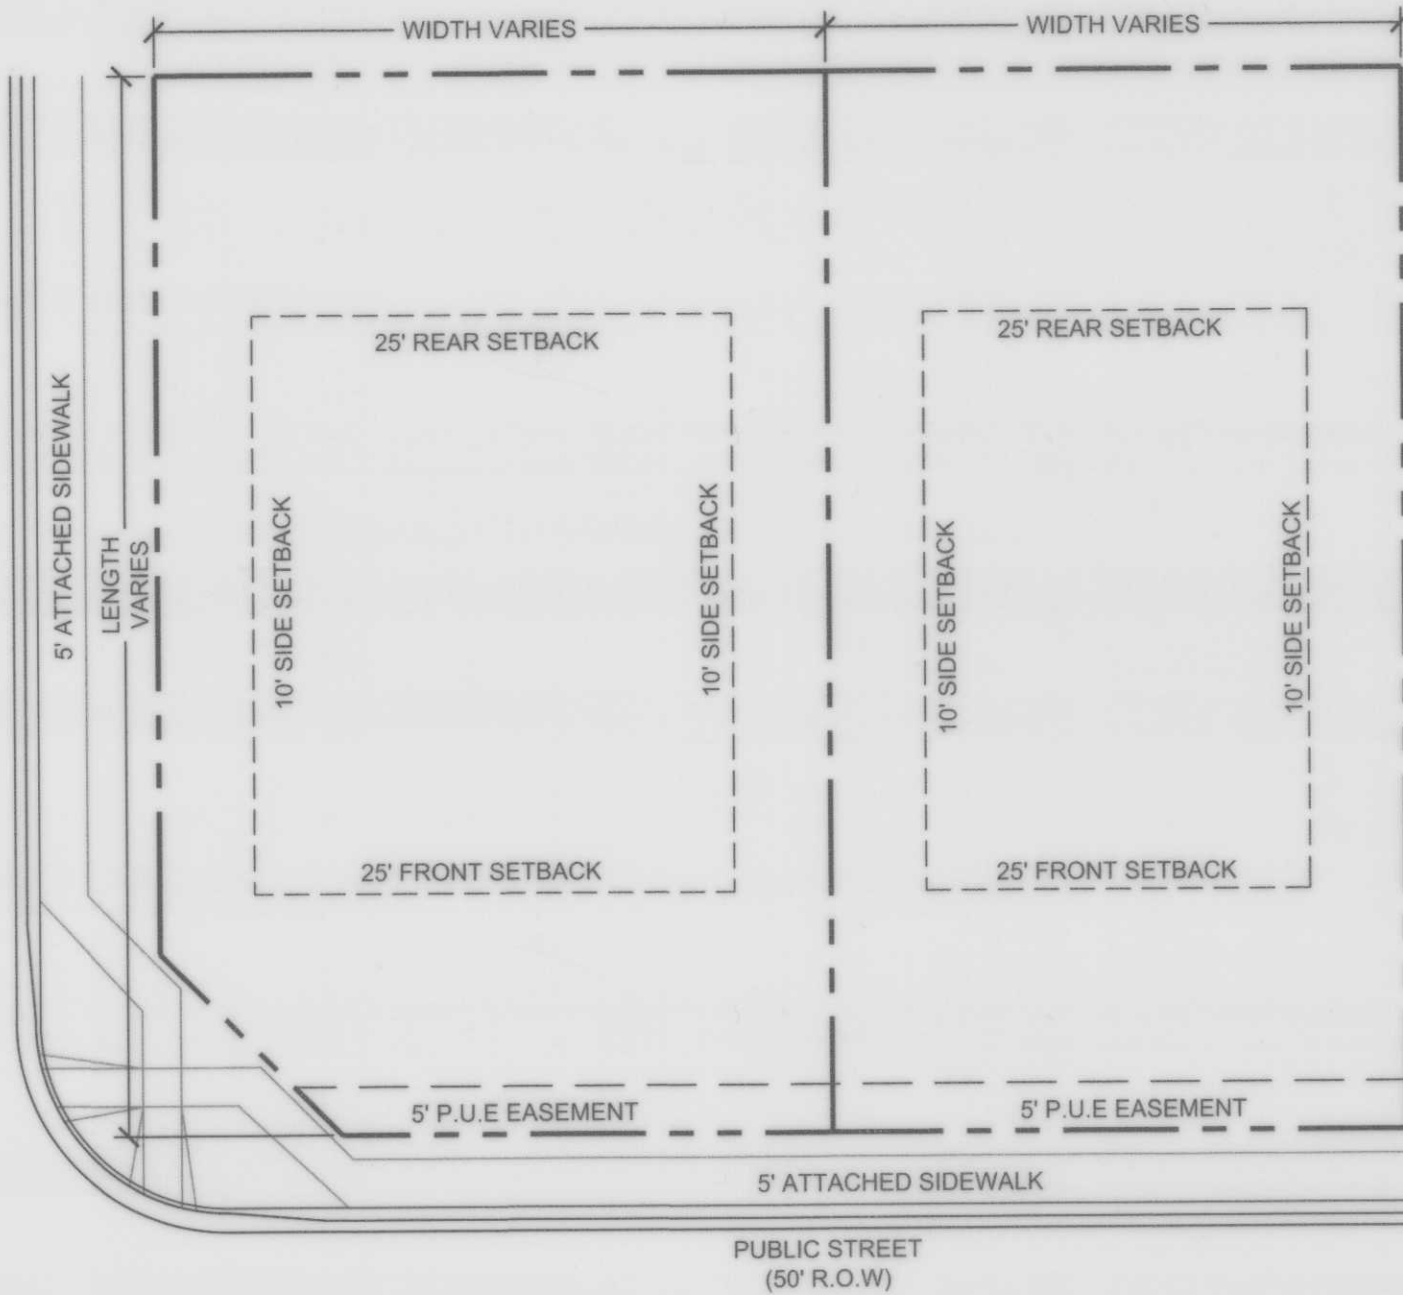 WIDTH VARIES
WIDTH VARIES
25' REAR SETBACK
25' REAR SETBACK
5' ATTACHED SIDEWALK
LENGTH
VARIES
10' SIDE SETBACK
10' SIDE SETBACK
10' SIDE SETBACK
10' SIDE SETBACK
25' FRONT SETBACK
25' FRONT SETBACK
5' P.U.E EASEMENT
5' P.U.E EASEMENT
5' ATTACHED SIDEWALK
PUBLIC STREET
(50' R.O.W)